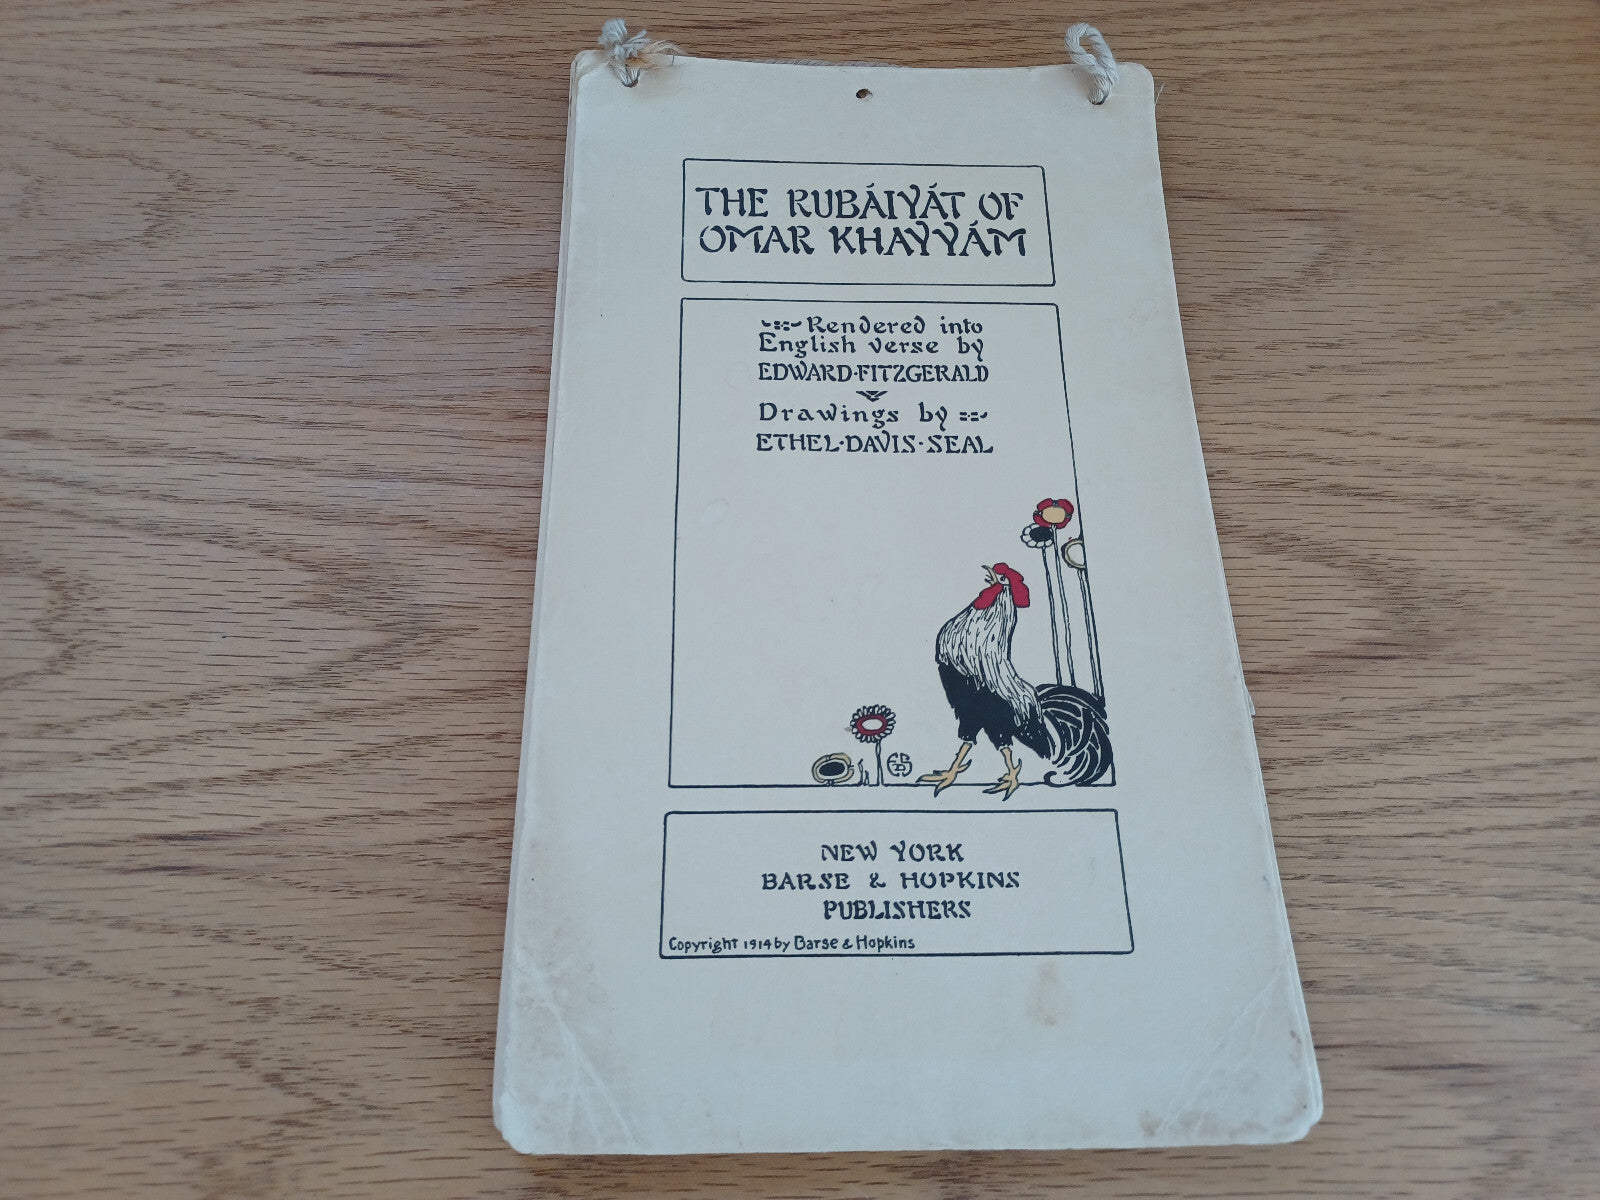 THE RUBÁIYÁT OF
OMAR KHAYYÁM
Rendered into
English verse by
EDWARD·FITZGERALD
Drawings by
ETHEL·DAVIS·SEAL
NEW YORK
BARSE & HOPKINS
PUBLISHERS
Copyright 1914 by Barse & Hopkins